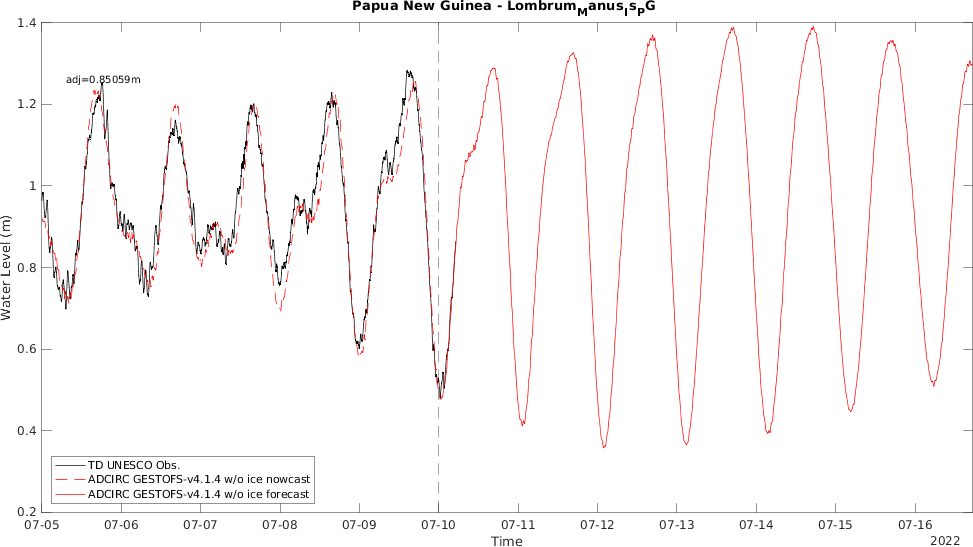 Papua New Guinea - LombrumManusIsPG
adj=0.85059m
1.4
1.2
1
0.8
0.6
0.4
0.2
Water Level (m)
TD UNESCO Obs.
ADCIRC GESTOFS-v4.1.4 w/o ice nowcast
ADCIRC GESTOFS-v4.1.4 w/o ice forecast
07-05 07-06 07-07 07-08 07-09 07-10 07-11 07-12 07-13 07-14 07-15 07-16
Time
2022